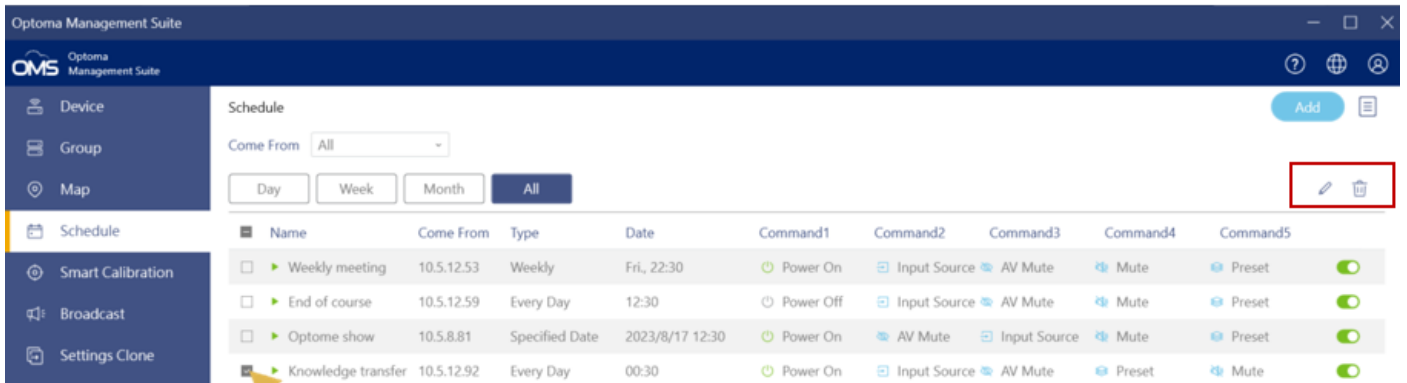 Optoma Management Suite
OMS Optoma Management Suite
Device
Group
Map
Schedule
Smart Calibration
Broadcast
Settings Clone
Schedule
Add
Come From All
Day Week Month All
Name Come From Type Date Command1 Command2 Command3 Command4 Command5
Weekly meeting 10.5.12.53 Weekly Fri., 22:30 Power On Input Source AV Mute Mute Preset
End of course 10.5.12.59 Every Day 12:30 Power Off Input Source AV Mute Mute Preset
Optome show 10.5.8.81 Specified Date 2023/8/17 12:30 Power On AV Mute Input Source Mute Preset
Knowledge transfer 10.5.12.92 Every Day 00:30 Power On Input Source AV Mute Preset Mute